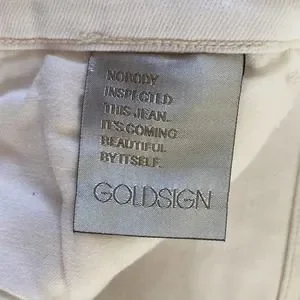 NOBODY
INSPECTED
THIS JEAN.
IT'S COMING
BEAUTIFUL
BY ITSELF.
GOLDSIGN